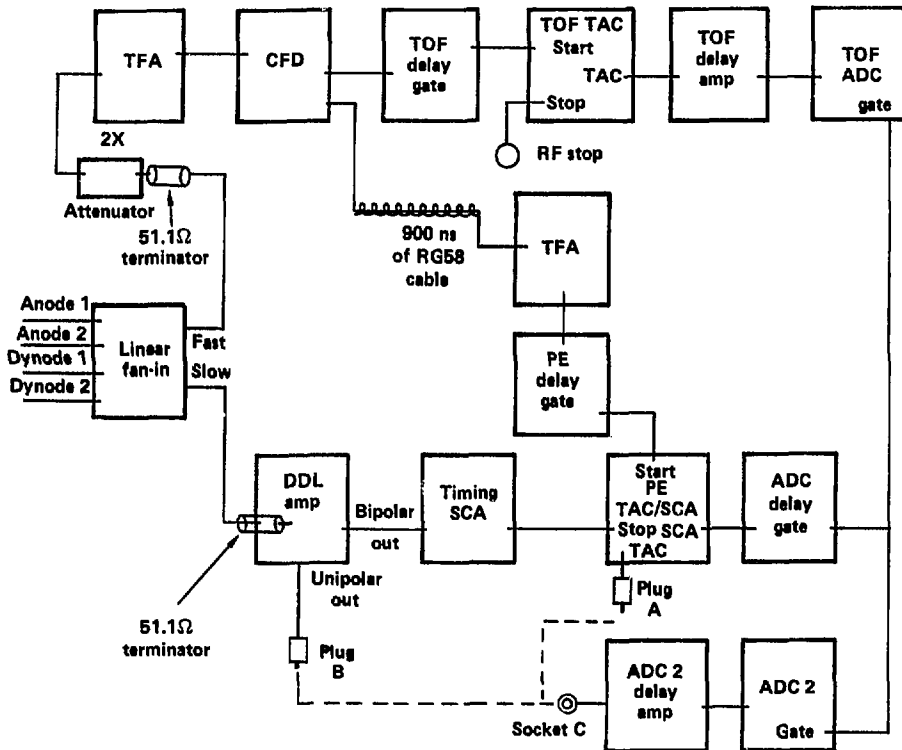 TFA
CFD
TOF
delay
gate
TOF TAC
Start
TAC
Stop
TOF
delay
amp
TOF
ADC
gate
2X
Attenuator
51.1Ω
terminator
RF stop
900 ns
of RG58
cable
TFA
Anode 1
Anode 2
Dynode 1
Dynode 2
Linear
fan-in
Fast
Slow
PE
delay
gate
DDL
amp
Bipolar
out
Timing
SCA
Start
PE
TAC/SCA
Stop SCA
TAC
ADC
delay
gate
Unipolar
out
51.1Ω
terminator
Plug
B
Plug
A
Socket C
ADC 2
delay
amp
ADC 2
Gate